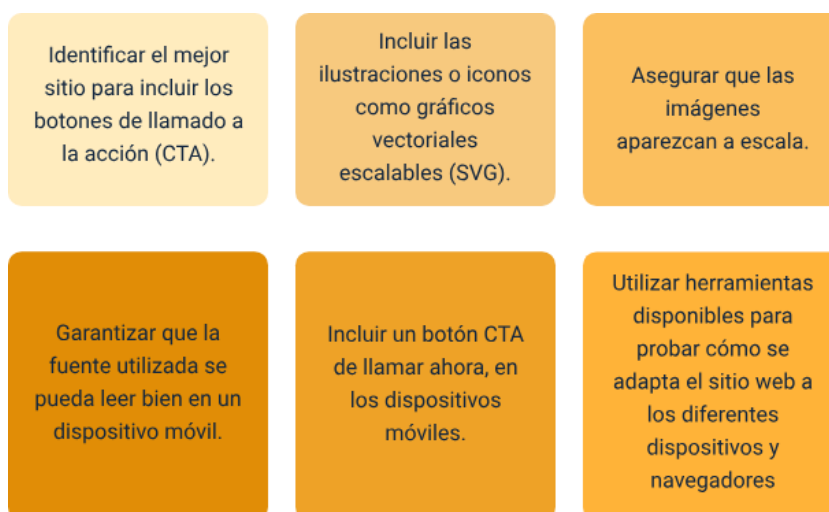 Identificar el mejor
sitio para incluir los
botones de llamado a
la acción (CTA).
Incluir las
ilustraciones o iconos
como gráficos
vectoriales
escalables (SVG).
Asegurar que las
imágenes
aparezcan a escala.
Garantizar que la
fuente utilizada se
pueda leer bien en un
dispositivo móvil.
Incluir un botón CTA
de llamar ahora, en
los dispositivos
móviles.
Utilizar herramientas
disponibles para
probar cómo se
adapta el sitio web a
los diferentes
dispositivos y
navegadores